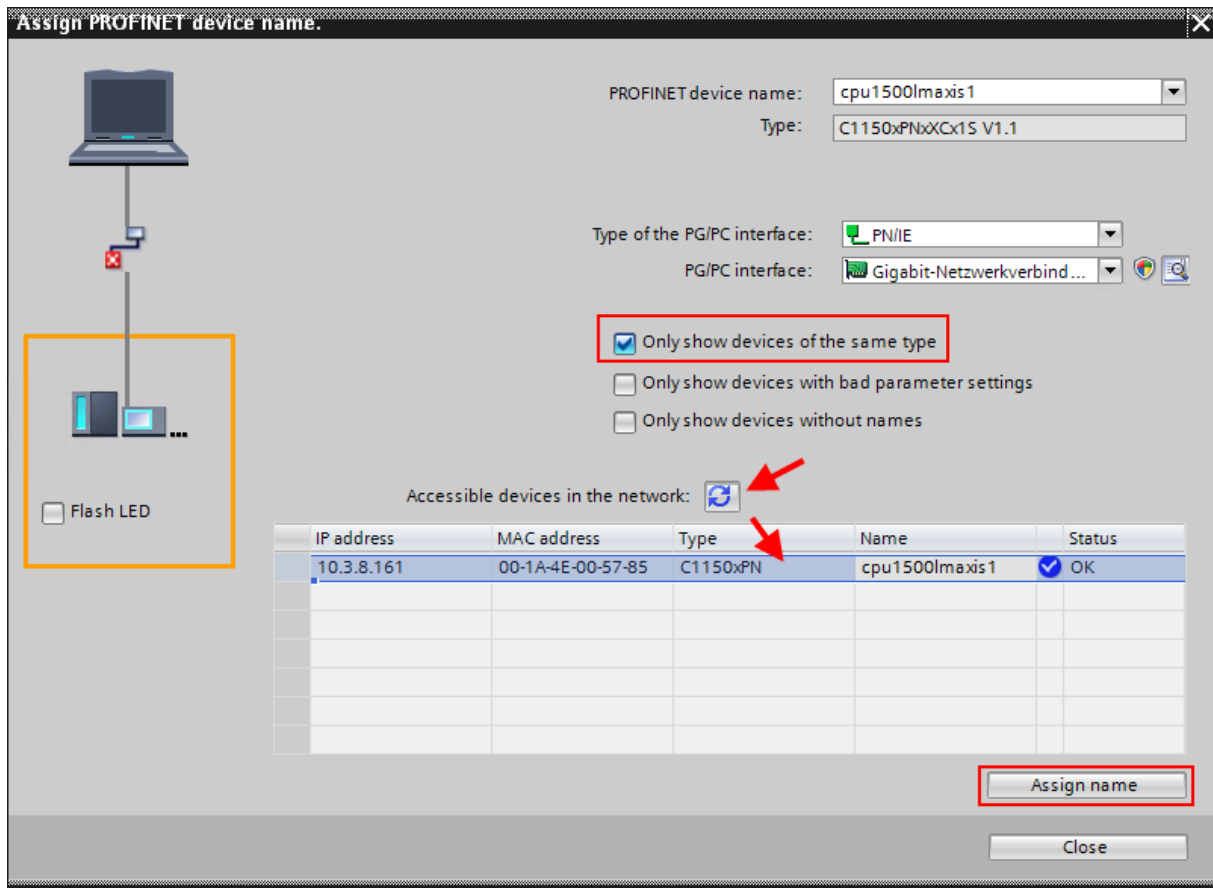 Assign PROFINET device name.
PROFINET device name: cpu1500lmaxis1
Type: C1150xPNxXCx1S V1.1
Type of the PG/PC interface: PN/IE
PG/PC interface: Gigabit-Netzwerkverbind...
Only show devices of the same type
Only show devices with bad parameter settings
Only show devices without names
Accessible devices in the network:
Flash LED
IP address MAC address Type Name Status
10.3.8.161 00-1A-4E-00-57-85 C1150xPN cpu1500lmaxis1 OK
Assign name
Close